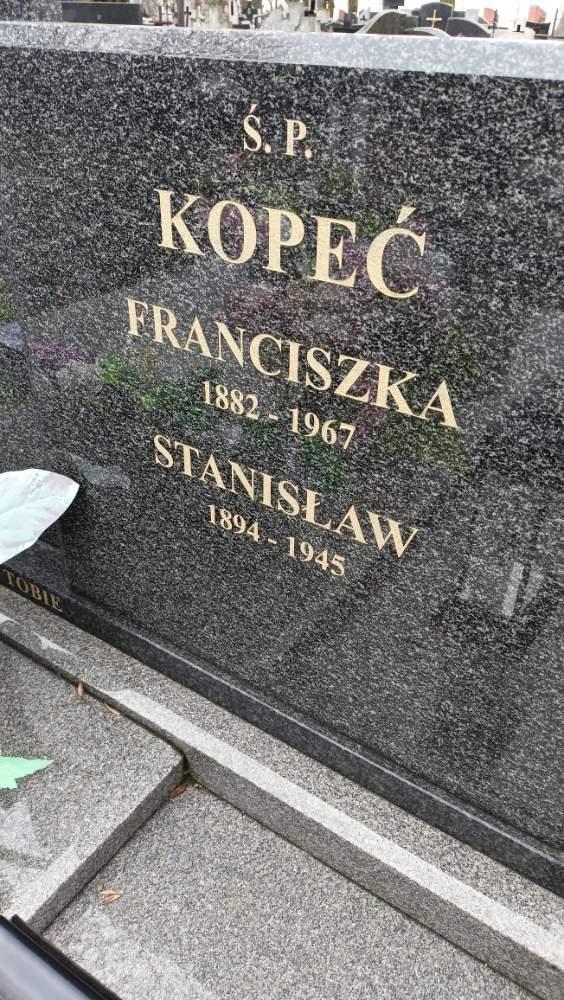 Ś. P.
KOPEĆ
FRANCISZKA
1882 - 1967
STANISŁAW
1894 - 1945
TOBIE